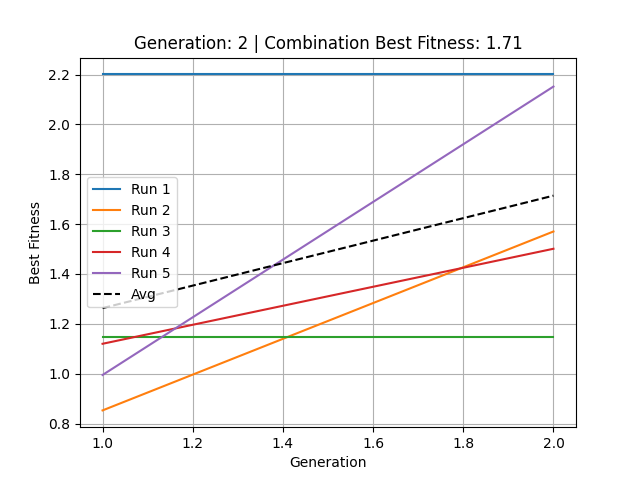 Generation: 2 | Combination Best Fitness: 1.71
Best Fitness
2.2
2.0
1.8
1.6
1.4
1.2
1.0
0.8
Run 1
Run 2
Run 3
Run 4
Run 5
Avg
1.0 1.2 1.4 1.6 1.8 2.0
Generation